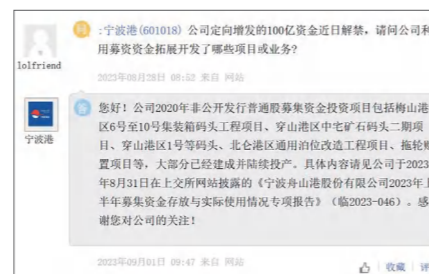 问 :宁波港(601018) 公司定向增发的100亿资金近日解禁，请问公司利
用募资资金拓展开发了哪些项目或业务?
lolfriend
2023年08月28日 08:52 来自 网站
答 您好！公司2020年非公开发行普通股募集资金投资项目包括梅山港
区6号至10号集装箱码头工程项目、穿山港区中宅矿石码头二期项
目、穿山港区1号等码头、北仑港区通用泊位改造工程项目、拖轮购
置项目等，大部分已经建成并陆续投产。具体内容请见公司于2023
年8月31日在上交所网站披露的《宁波舟山港股份有限公司2023年上
半年募集资金存放与实际使用情况专项报告》（临2023-046）。感
谢您对公司的关注！
宁波港
2023年09月01日 09:47 来自 网站
收藏 评